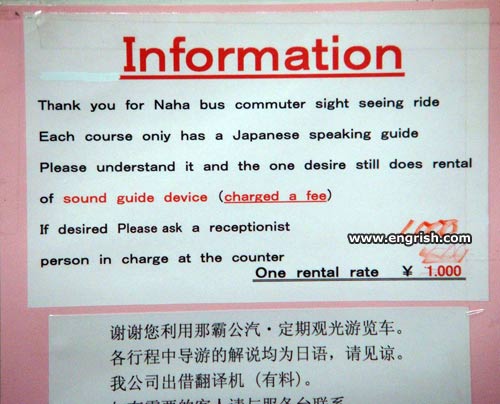 Information
Thank you for Naha bus commuter sight seeing ride
Each course oniy has a Japanese speaking guide
Please understand it and the one desire still does rental
of sound guide device (charged a fee)
If desired Please ask a receptionist
person in charge at the counter
www.engrish.com
One rental rate ¥ 1.000
谢谢您利用那霸公汽・定期观光游览车。
各行程中导游的解说均为日语，请见谅。
我公司出借翻译机（有料）。